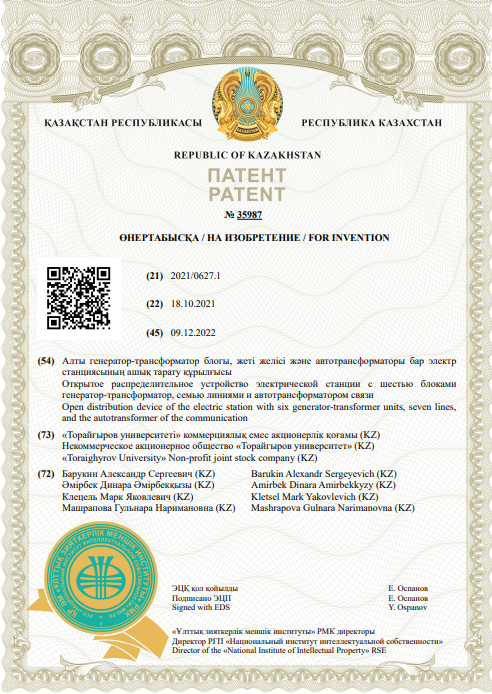 ҚАЗАҚСТАН РЕСПУБЛИКАСЫ
РЕСПУБЛИКА КАЗАХСТАН
REPUBLIC OF KAZAKHSTAN
ПАТЕНТ
PATENT
№ 35987
ӨНЕРТАБЫСҚА / НА ИЗОБРЕТЕНИЕ / FOR INVENTION
(21) 2021/0627.1
(22) 18.10.2021
(45) 09.12.2022
(54) Алты генератор-трансформатор блогы, жеті желісі және автотрансформаторы бар электр
станциясының ашық тарату құрылғысы
Открытое распределительное устройство электрической станции с шестью блоками
генератор-трансформатор, семью линиями и автотрансформатором связи
Open distribution device of the electric station with six generator-transformer units, seven lines,
and the autotransformer of the communication
(73) «Торайғыров университеті» коммерциялық емес акционерлік қоғамы (KZ)
Некоммерческое акционерное общество «Торайгыров университет» (KZ)
«Toraighyrov University» Non-profit joint stock company (KZ)
(72) Барукин Александр Сергеевич (KZ) Barukin Alexandr Sergeyevich (KZ)
Әмірбек Динара Әмірбекқызы (KZ) Amirbek Dinara Amirbekkyzy (KZ)
Клецель Марк Яковлевич (KZ) Kletsel Mark Yakovlevich (KZ)
Машрапова Гульнара Наримановна (KZ) Mashrapova Gulnara Narimanovna (KZ)
ЭЦҚ қол қойылды Е. Оспанов
Подписано ЭЦП Е. Оспанов
Signed with EDS Y. Ospanov
«Ұлттық зияткерлік меншік институты» РМК директоры
Директор РГП «Национальный институт интеллектуальной собственности»
Director of the «National Institute of Intellectual Property» RSE